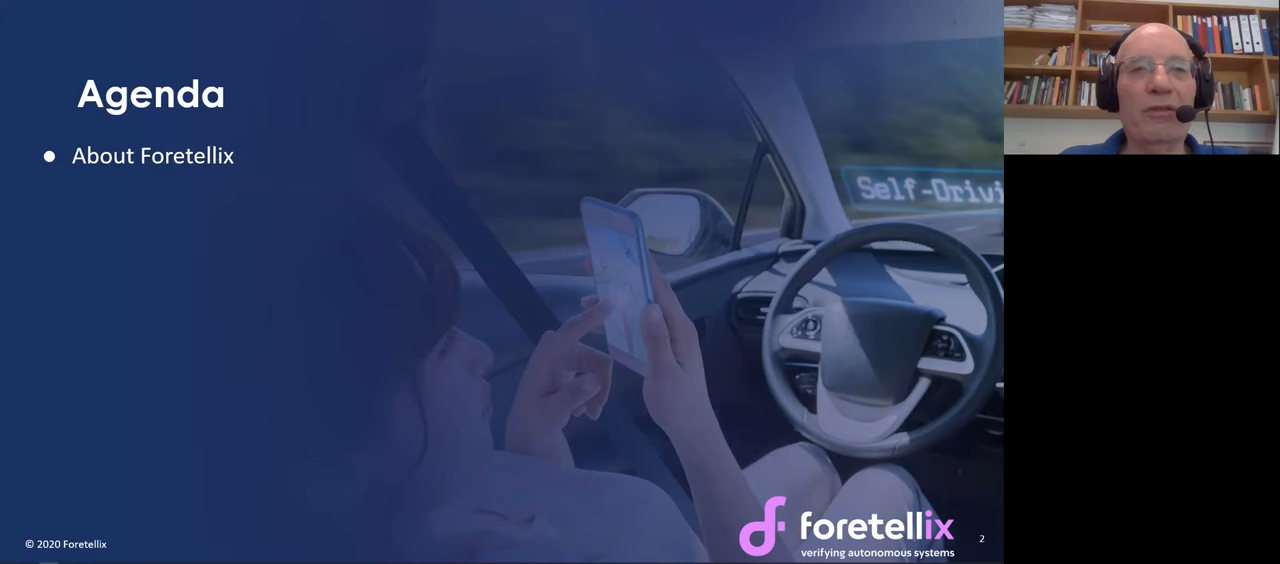 Agenda
● About Foretellix
Self-Drivi
foretellix
verifying autonomous systems
© 2020 Foretellix
2